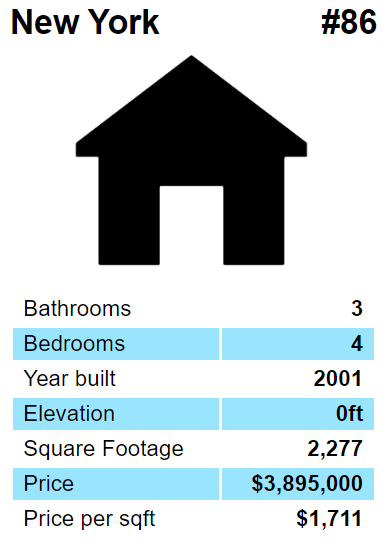 New York #86
Bathrooms 3
Bedrooms 4
Year built 2001
Elevation 0ft
Square Footage 2,277
Price $3,895,000
Price per sqft $1,711